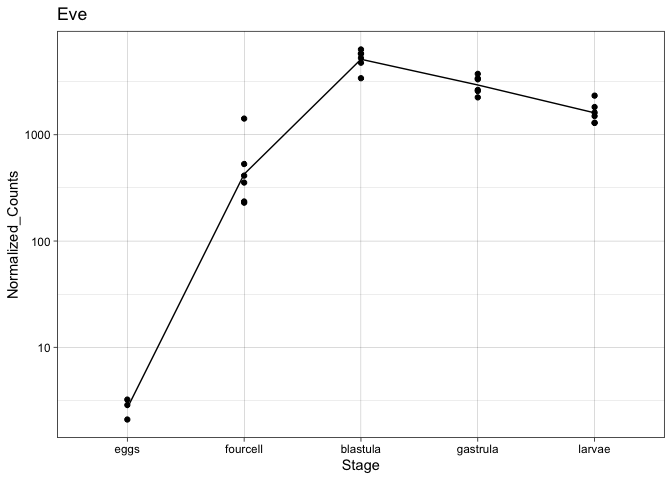 Eve
Normalized_Counts
1000
100
10
eggs fourcell blastula gastrula larvae
Stage